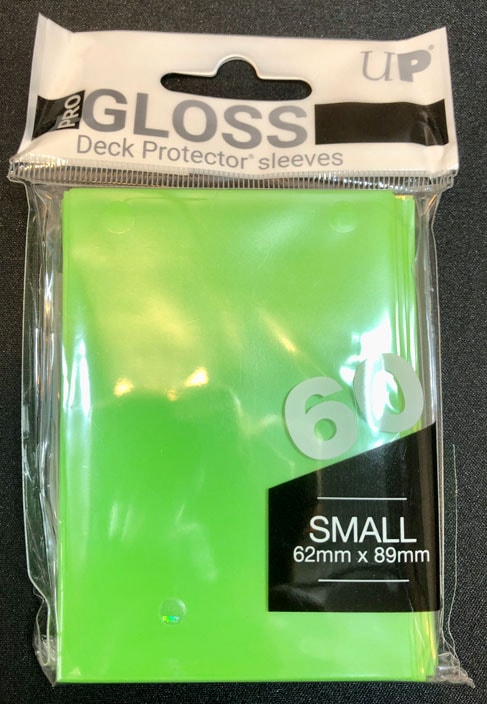 UP®
PRO GLOSS
Deck Protector® sleeves
60
SMALL
62mm x 89mm